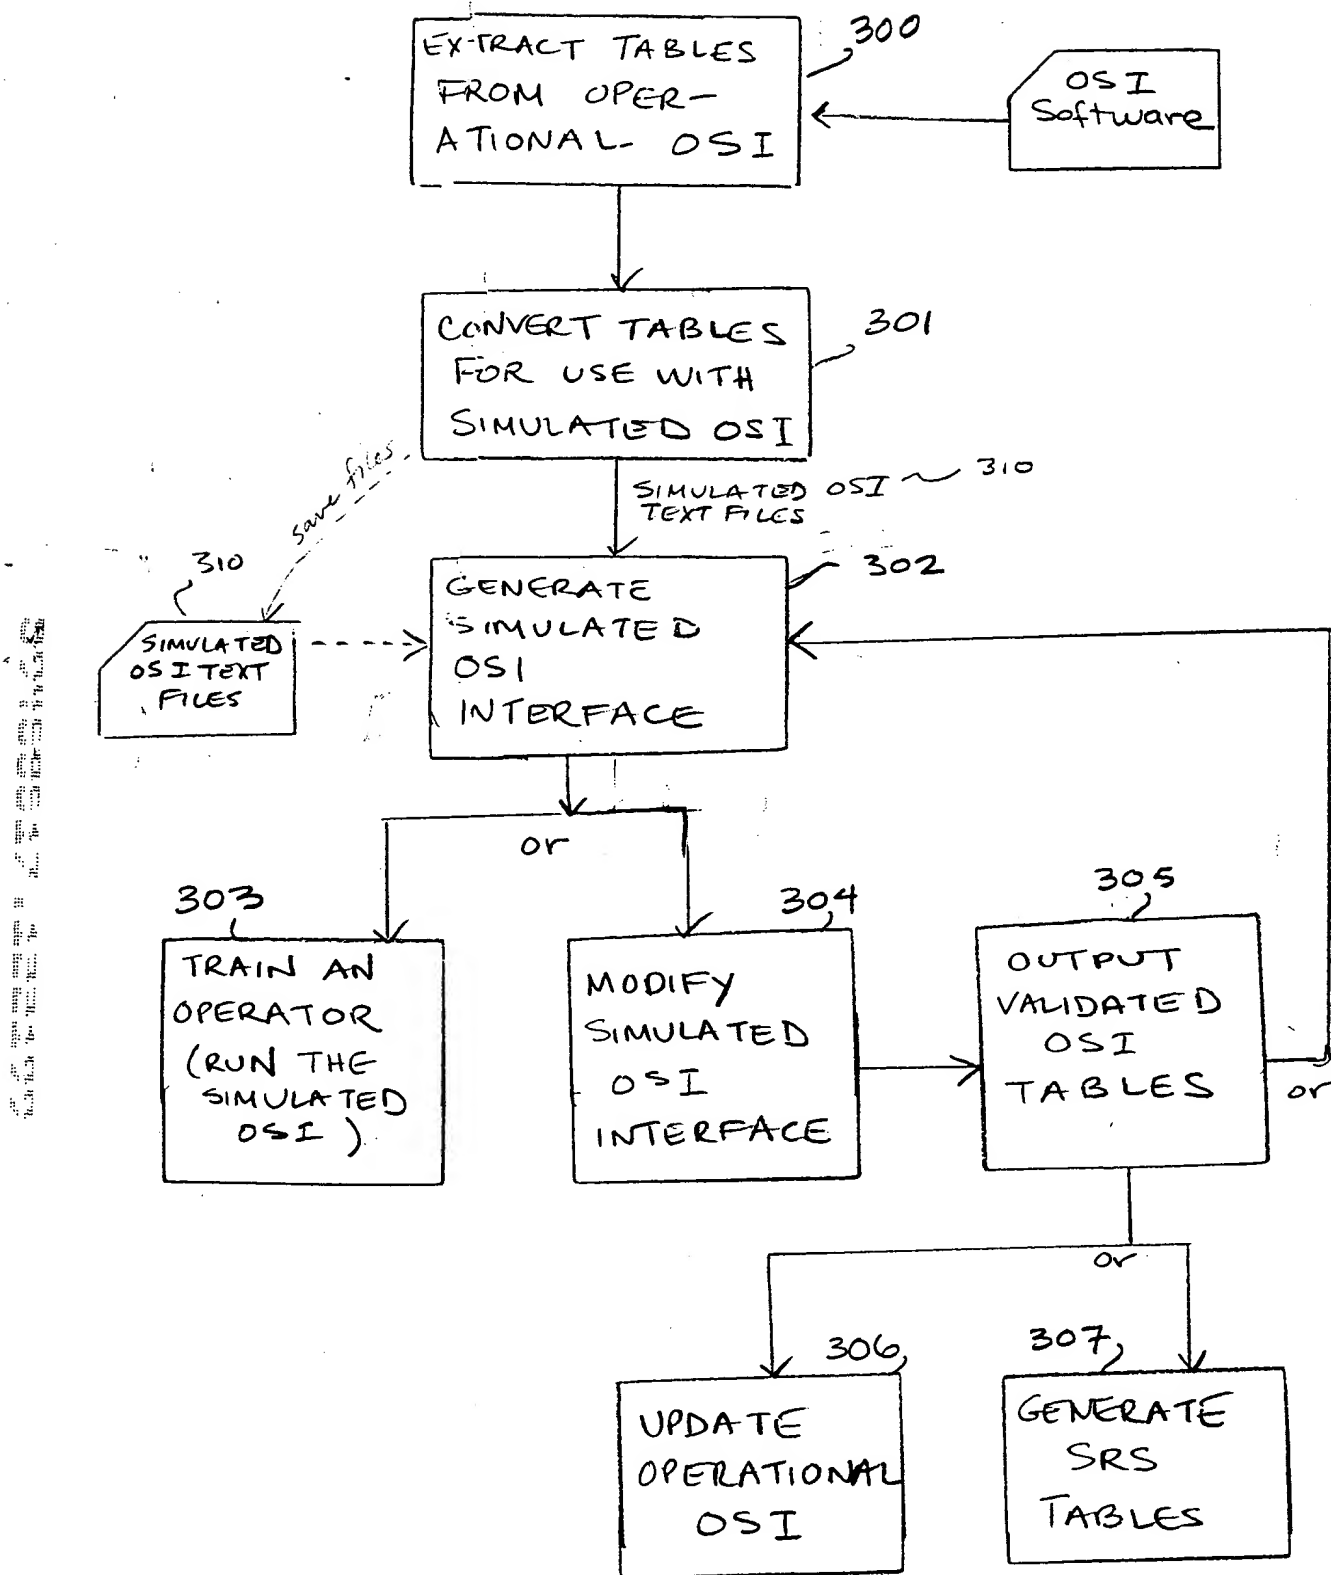 EXTRACT TABLES
FROM OPER-
ATIONAL OSI
300
OSI
Software
CONVERT TABLES
FOR USE WITH
SIMULATED OSI
301
save files
SIMULATED OSI
TEXT FILES
310
310
SIMULATED
OSI TEXT
FILES
GENERATE
SIMULATED
OSI
INTERFACE
302
or
303
TRAIN AN
OPERATOR
(RUN THE
SIMULATED
OSI)
304
MODIFY
SIMULATED
OSI
INTERFACE
305
OUTPUT
VALIDATED
OSI
TABLES
or
or
306
UPDATE
OPERATIONAL
OSI
307
GENERATE
SRS
TABLES